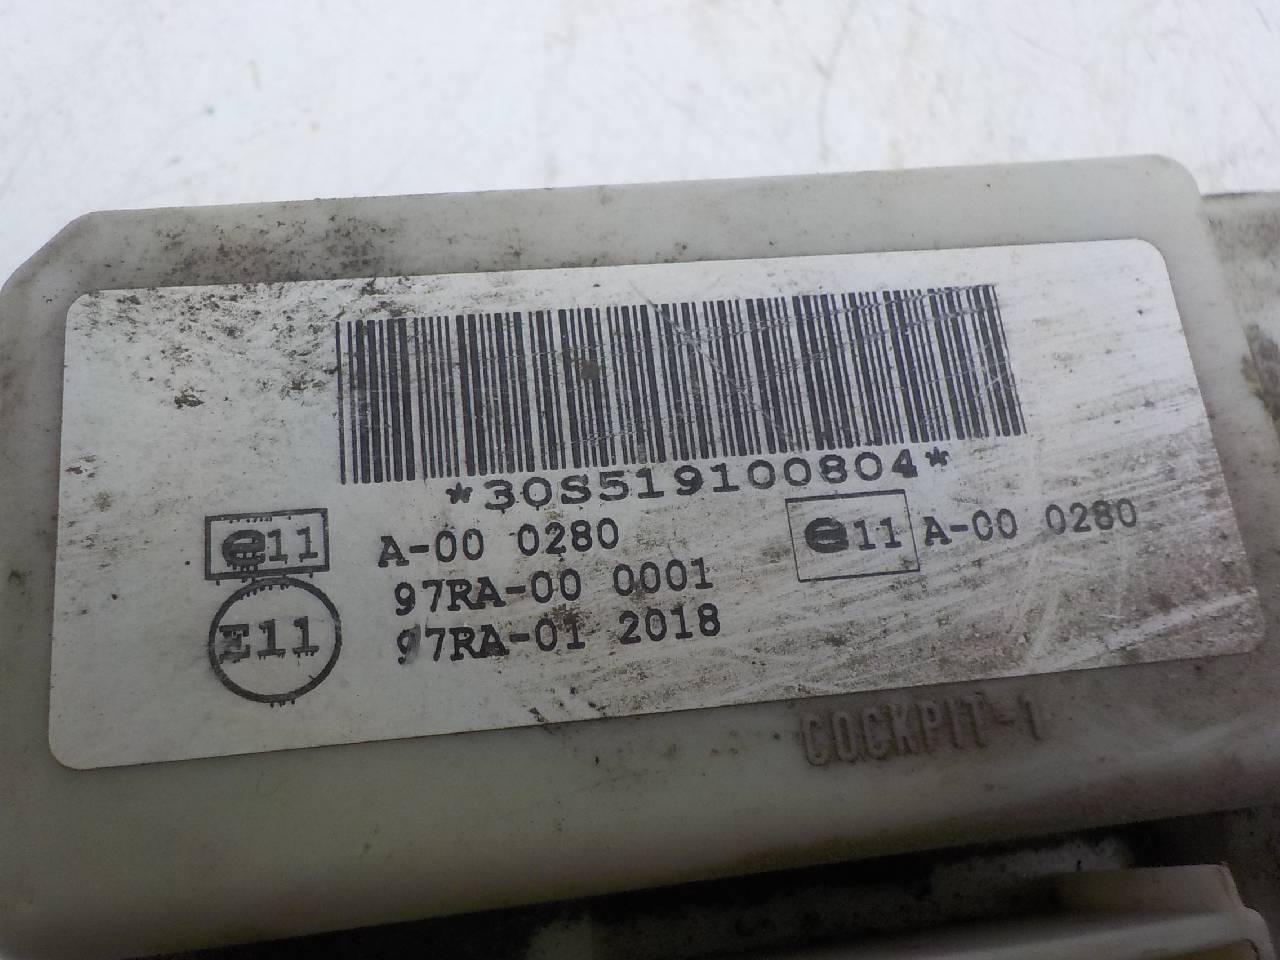 *30S519100804*
e11 A-00 0280 e11 A-00 0280
97RA-00 0001
E11 97RA-01 2018
COCKPIT-1